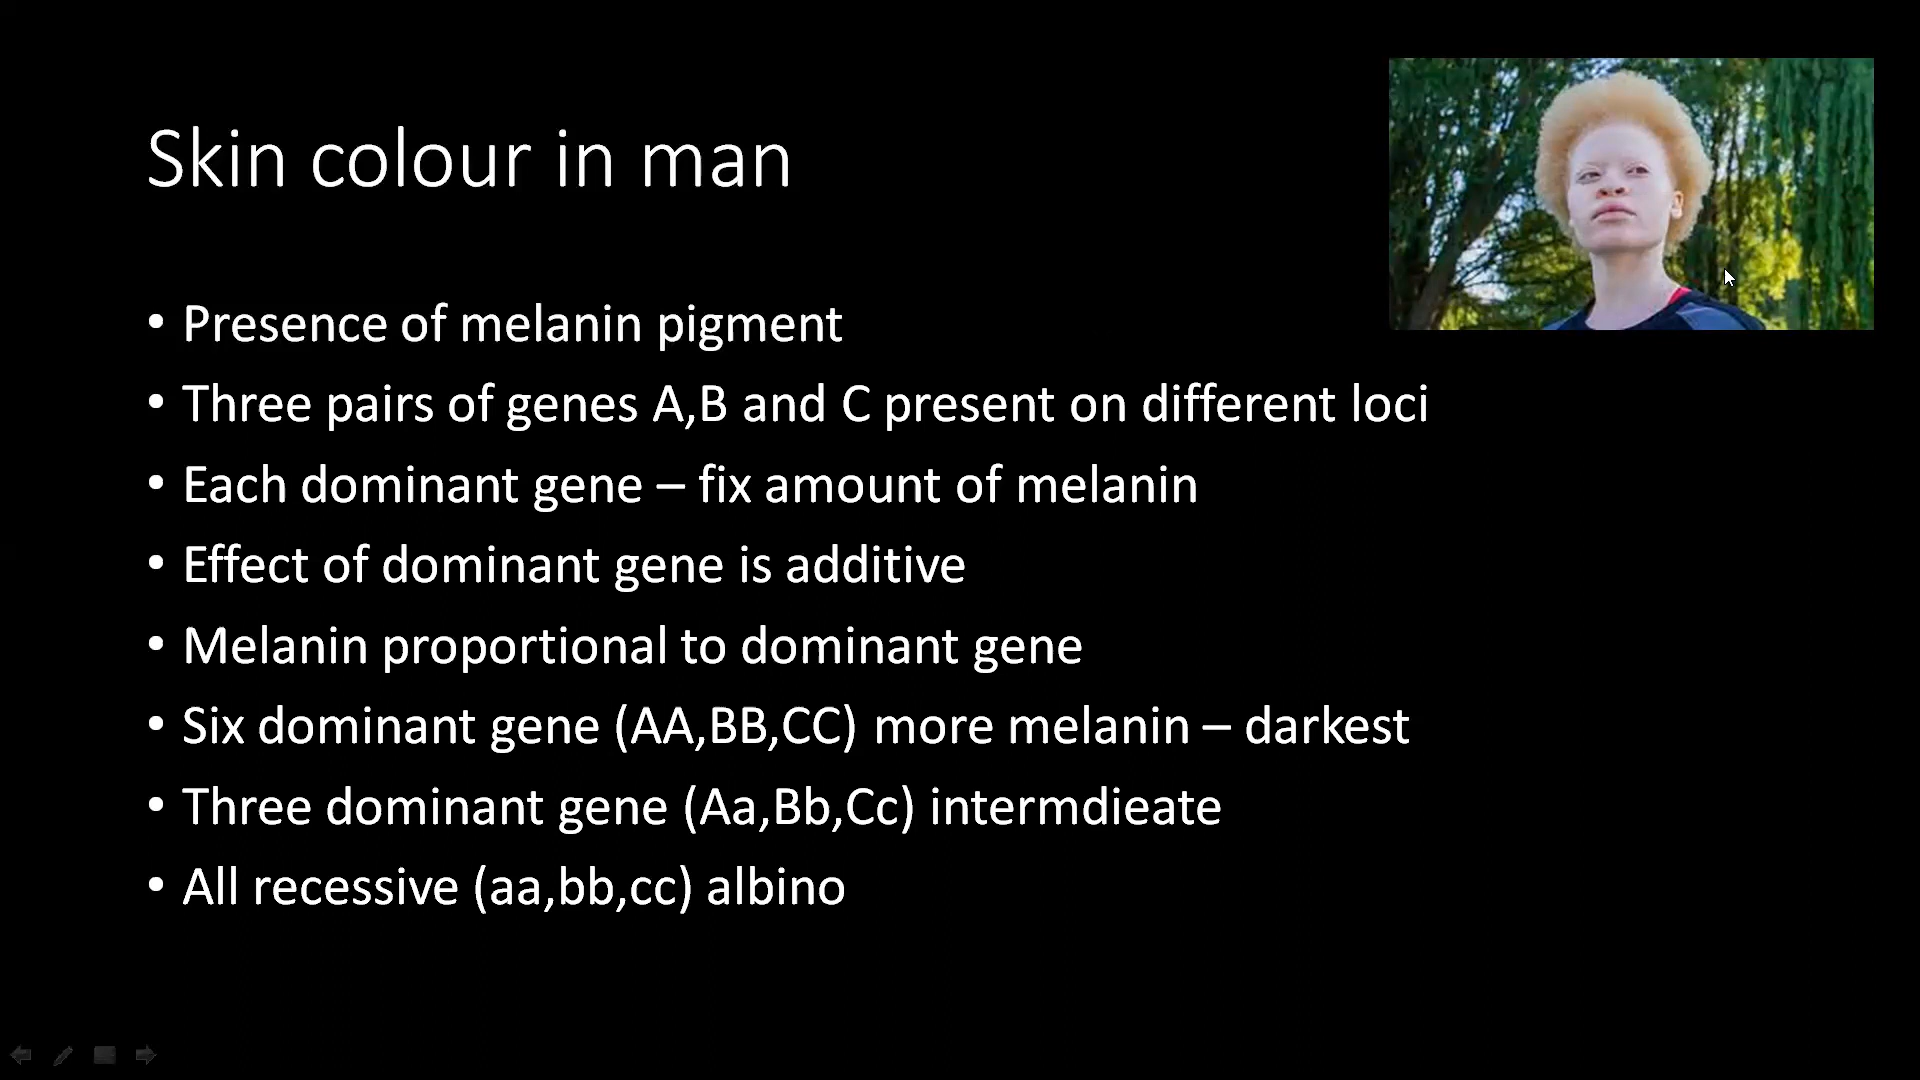 Skin colour in man
• Presence of melanin pigment
• Three pairs of genes A,B and C present on different loci
• Each dominant gene – fix amount of melanin
• Effect of dominant gene is additive
• Melanin proportional to dominant gene
• Six dominant gene (AA,BB,CC) more melanin – darkest
• Three dominant gene (Aa,Bb,Cc) intermdieate
• All recessive (aa,bb,cc) albino